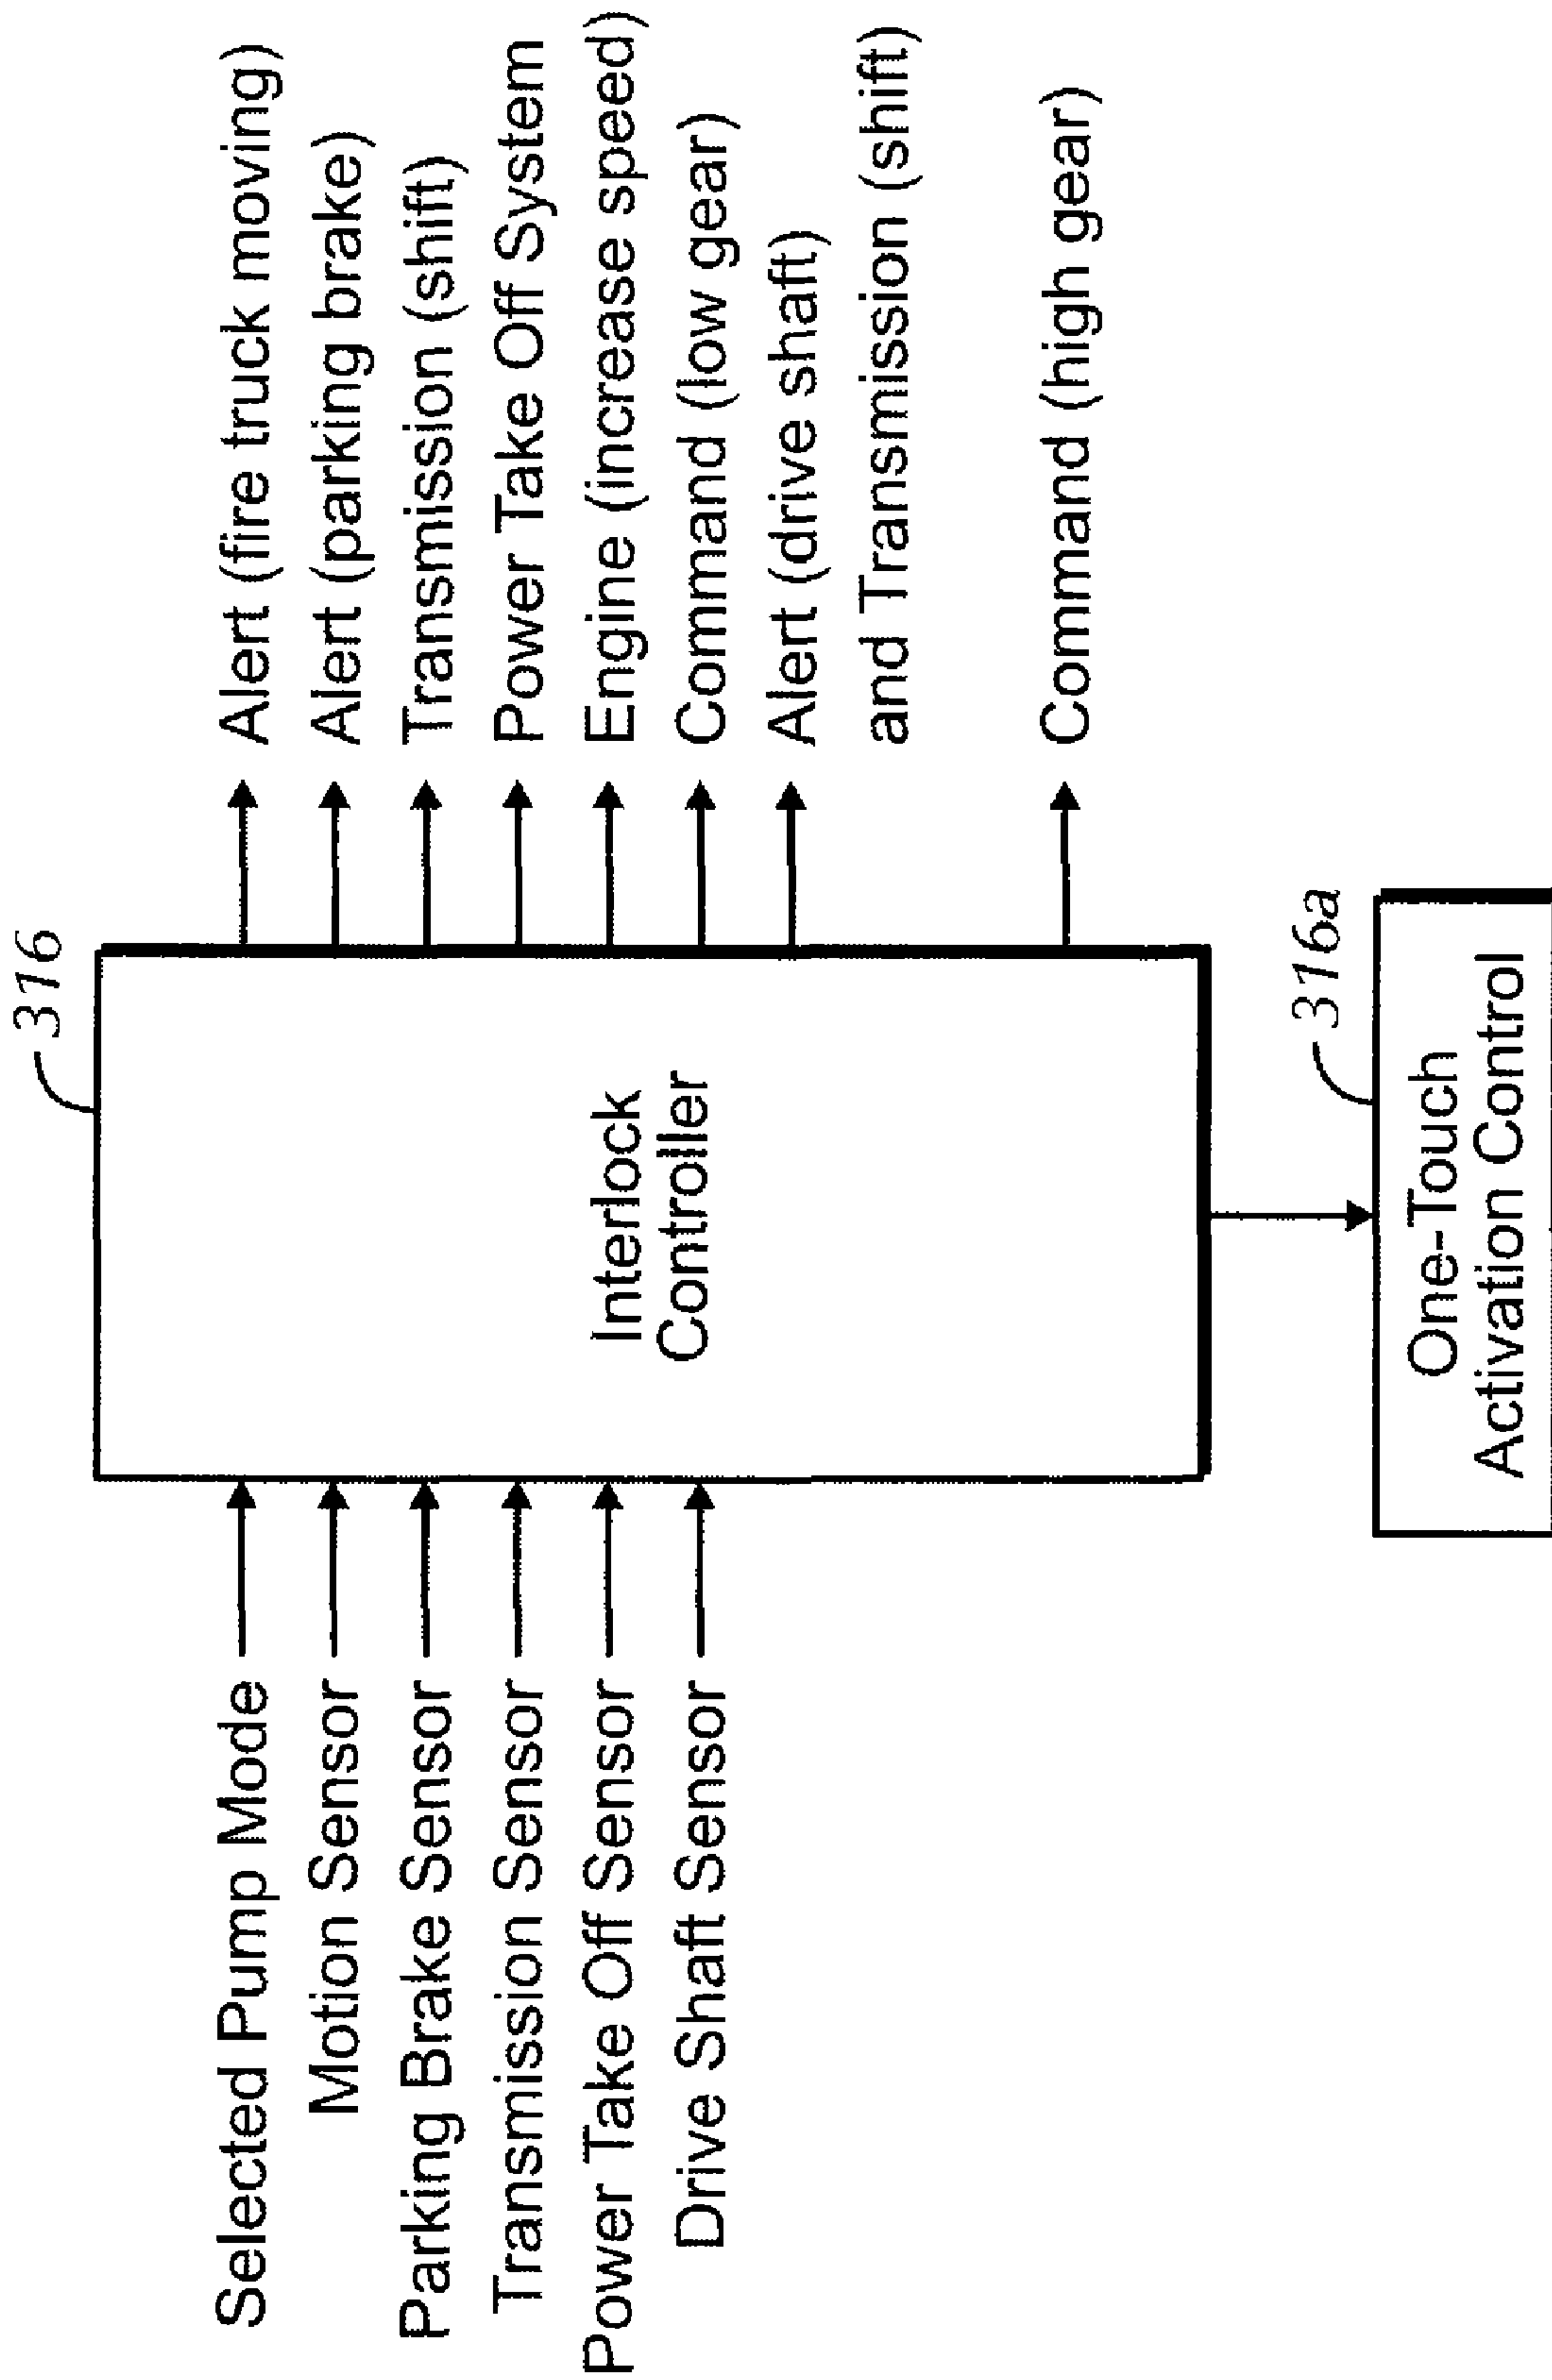 316
Selected Pump Mode
Motion Sensor
Parking Brake Sensor
Transmission Sensor
Power Take Off Sensor
Drive Shaft Sensor
Interlock
Controller
Alert (fire truck moving)
Alert (parking brake)
Transmission (shift)
Power Take Off System
Engine (increase speed)
Command (low gear)
Alert (drive shaft)
and Transmission (shift)
Command (high gear)
316a
One-Touch
Activation Control